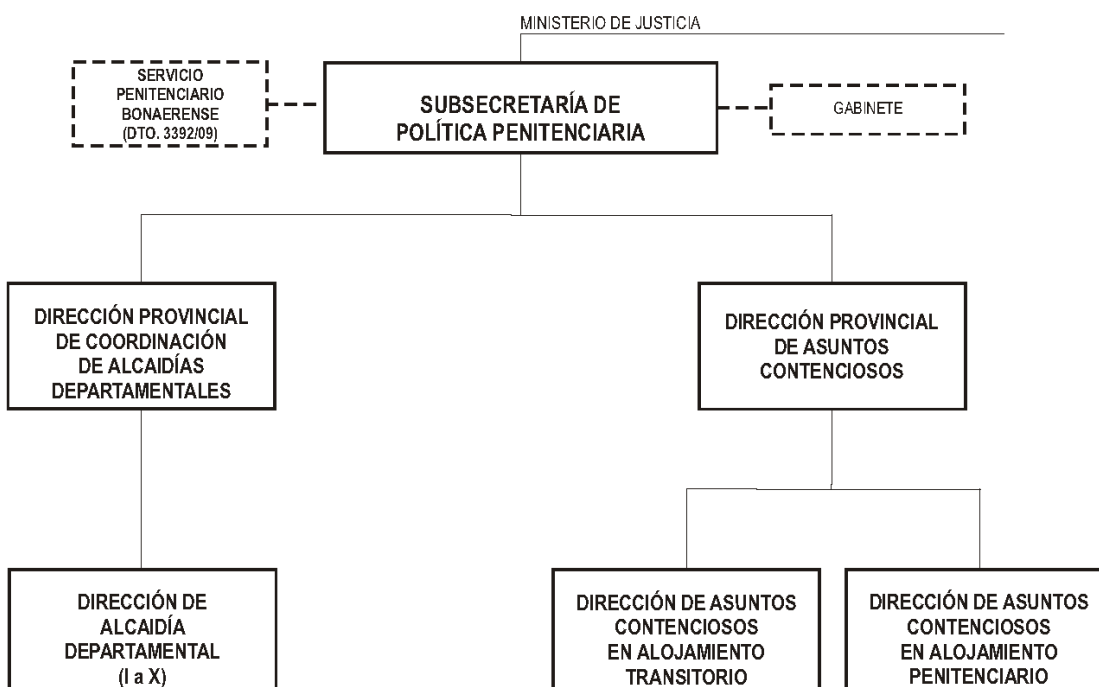 MINISTERIO DE JUSTICIA
SERVICIO
PENITENCIARIO
BONAERENSE
(DTO. 3392/09)
SUBSECRETARÍA DE
POLÍTICA PENITENCIARIA
GABINETE
DIRECCIÓN PROVINCIAL
DE COORDINACIÓN
DE ALCAIDÍAS
DEPARTAMENTALES
DIRECCIÓN PROVINCIAL
DE ASUNTOS
CONTENCIOSOS
DIRECCIÓN DE
ALCAIDÍA
DEPARTAMENTAL
(I a X)
DIRECCIÓN DE ASUNTOS
CONTENCIOSOS
EN ALOJAMIENTO
TRANSITORIO
DIRECCIÓN DE ASUNTOS
CONTENCIOSOS
EN ALOJAMIENTO
PENITENCIARIO